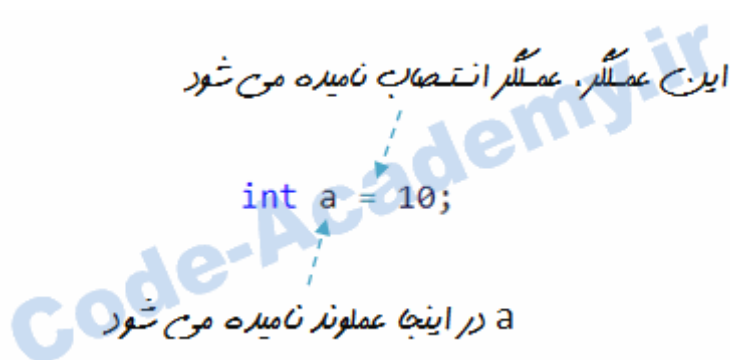 این عملگر، عملگر انتصاب نامیده می شود
int a = 10;
a در اینجا عملوند نامیده می شود
Code-Academy.ir